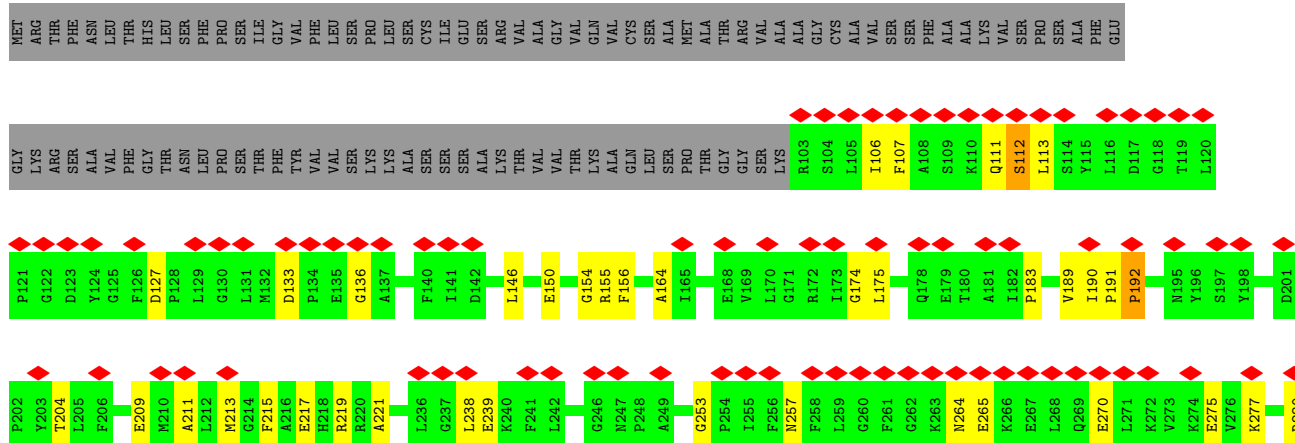 MET ARG THR PHE ASN LEU THR HIS LEU SER PHE PRO SER ILE GLY VAL PHE LEU SER PRO LEU SER CYS ILE GLU SER ARG VAL ALA GLY VAL GLN VAL CYS SER ALA MET ALA THR ARG VAL ALA ALA GLY CYS ALA VAL SER SER PHE ALA ALA LYS VAL SER PRO SER ALA PHE GLU
GLY LYS ARG SER ALA VAL PHE GLY THR ASN LEU PRO SER THR PHE TYR VAL VAL SER LYS LYS ALA SER SER SER ALA LYS THR VAL VAL THR LYS ALA GLN LEU SER PRO THR GLY GLY SER LYS R103 S104 L105 I106 F107 A108 S109 K110 Q111 S112 L113 S114 Y115 L116 D117 G118 T119 L120
P121 G122 D123 Y124 G125 F126 D127 P128 L129 G130 L131 M132 D133 P134 E135 G136 A137 F140 I141 D142 L146 E150 G154 R155 F156 A164 I165 E168 V169 L170 G171 R172 I173 G174 L175 Q178 E179 T180 A181 I182 P183 V189 I190 P191 P192 N195 Y196 S197 Y198 D201
P202 Y203 T204 L205 F206 E209 M210 A211 L212 M213 G214 F215 A216 E217 H218 R219 R220 A221 L236 G237 L238 E239 K240 F241 L242 G246 N247 P248 A249 G253 P254 I255 F256 N257 F258 L259 G260 F261 G262 K263 N264 E265 K266 E267 L268 Q269 E270 L271 K272 V273 K274 E275 V276 K277